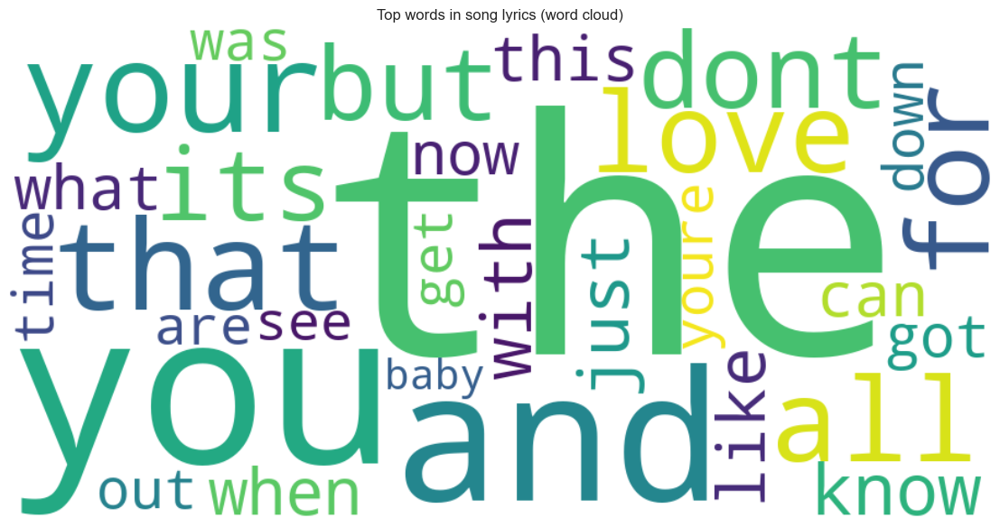 Top words in song lyrics (word cloud)
was
your
but
this
dont
love
down
for
now
what
its
the
that
time
get
with
just
youre
can
are
see
got
you
baby
and
like
all
out
when
know